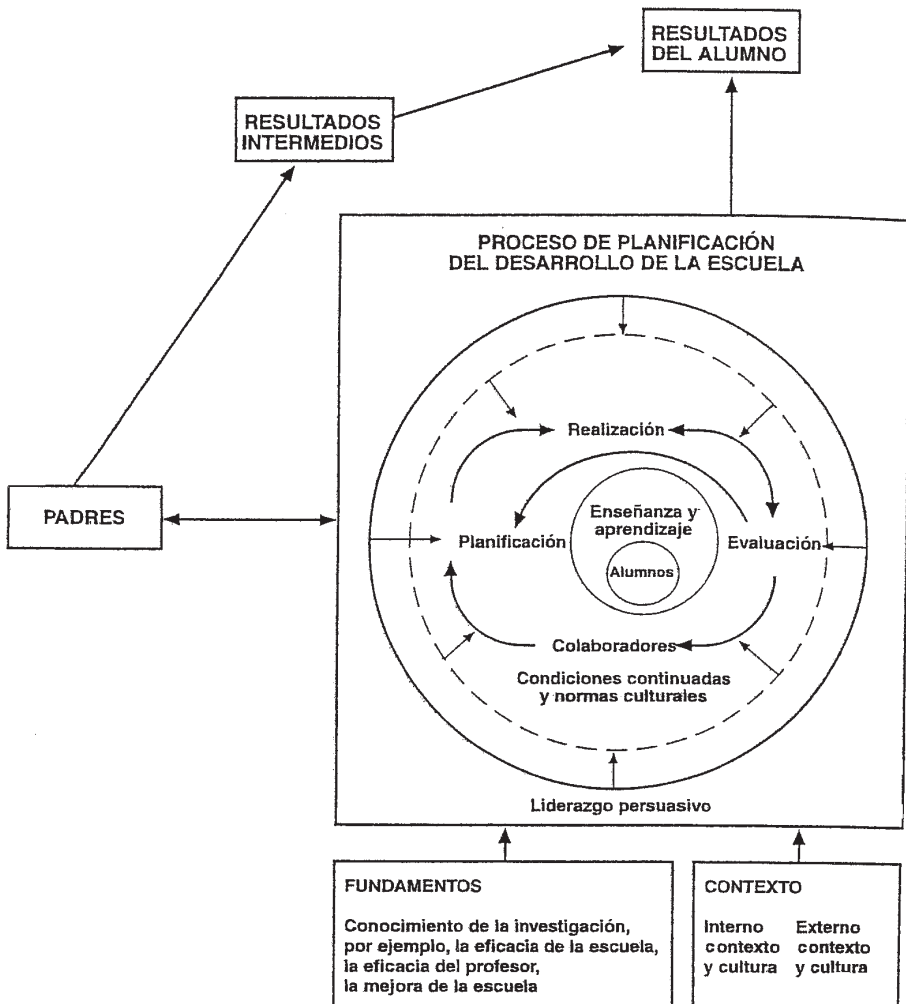 RESULTADOS
DEL ALUMNO
RESULTADOS
INTERMEDIOS
PROCESO DE PLANIFICACIÓN
DEL DESARROLLO DE LA ESCUELA
Realización
Enseñanza y
aprendizaje
PADRES
Planificación
Evaluación
Alumnos
Colaboradores
Condiciones continuadas
y normas culturales
Liderazgo persuasivo
FUNDAMENTOS
Conocimiento de la investigación,
por ejemplo, la eficacia de la escuela,
la eficacia del profesor,
la mejora de la escuela
CONTEXTO
Interno Externo
contexto contexto
y cultura y cultura